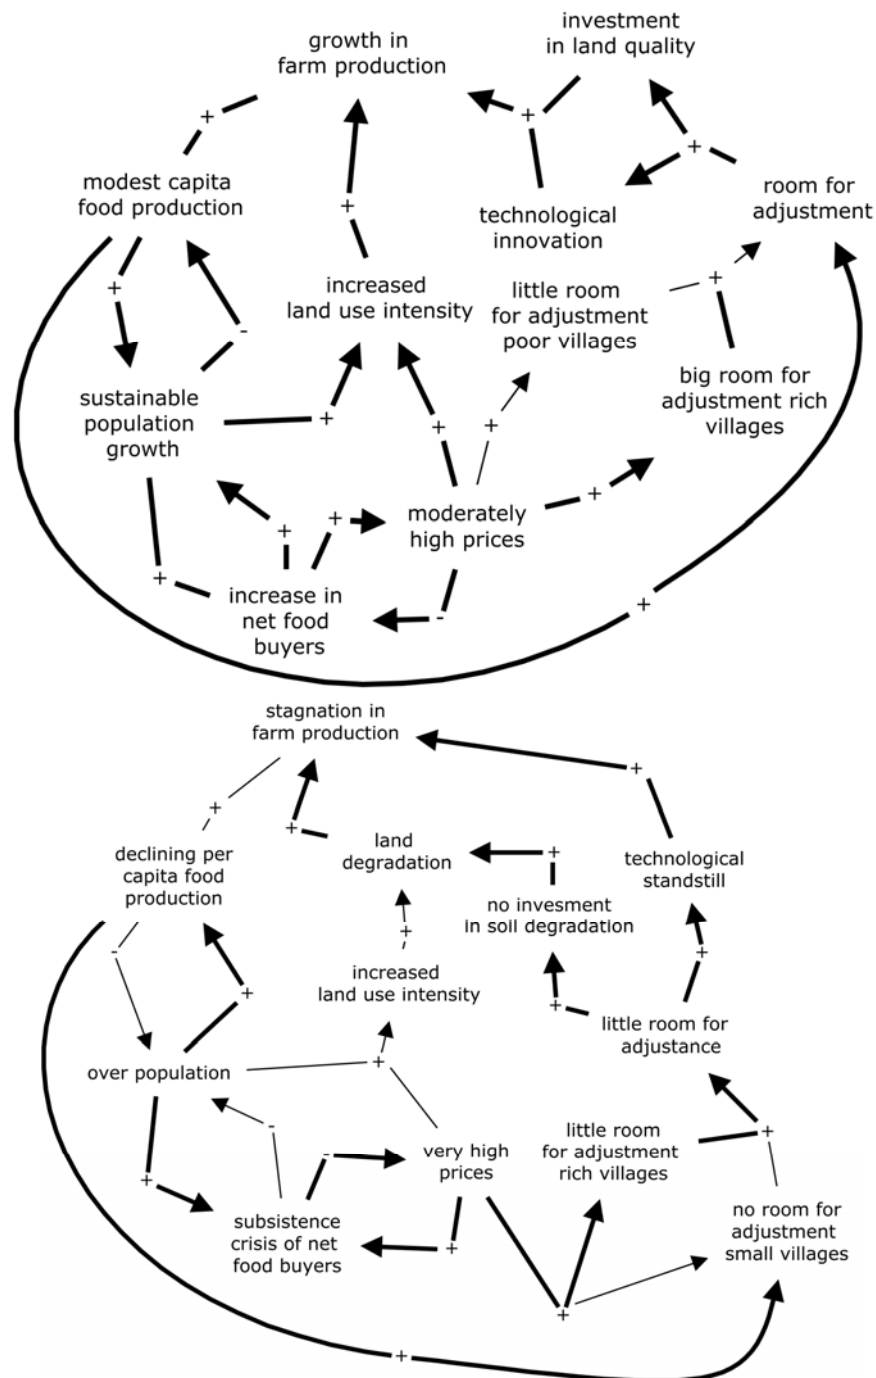 investment
in land quality
growth in
farm production
+
+
+
modest capita
food production
room for
adjustment
+
technological
innovation
+
+
increased
land use intensity
little room
for adjustment
poor villages
-
big room for
adjustment rich
villages
sustainable
population
growth
+
+
+
+
moderately
high prices
+
+
+
increase in
net food
buyers
-
+
stagnation in
farm production
+
+
+
land
degradation
+
technological
standstill
declining per
capita food
production
no invesment
in soil degradation
+
-
+
increased
land use intensity
+
+
little room for
adjustance
+
over population
-
+
little room
for adjustment
rich villages
very high
prices
-
+
no room for
adjustment
small villages
subsistence
crisis of net
food buyers
+
+
+